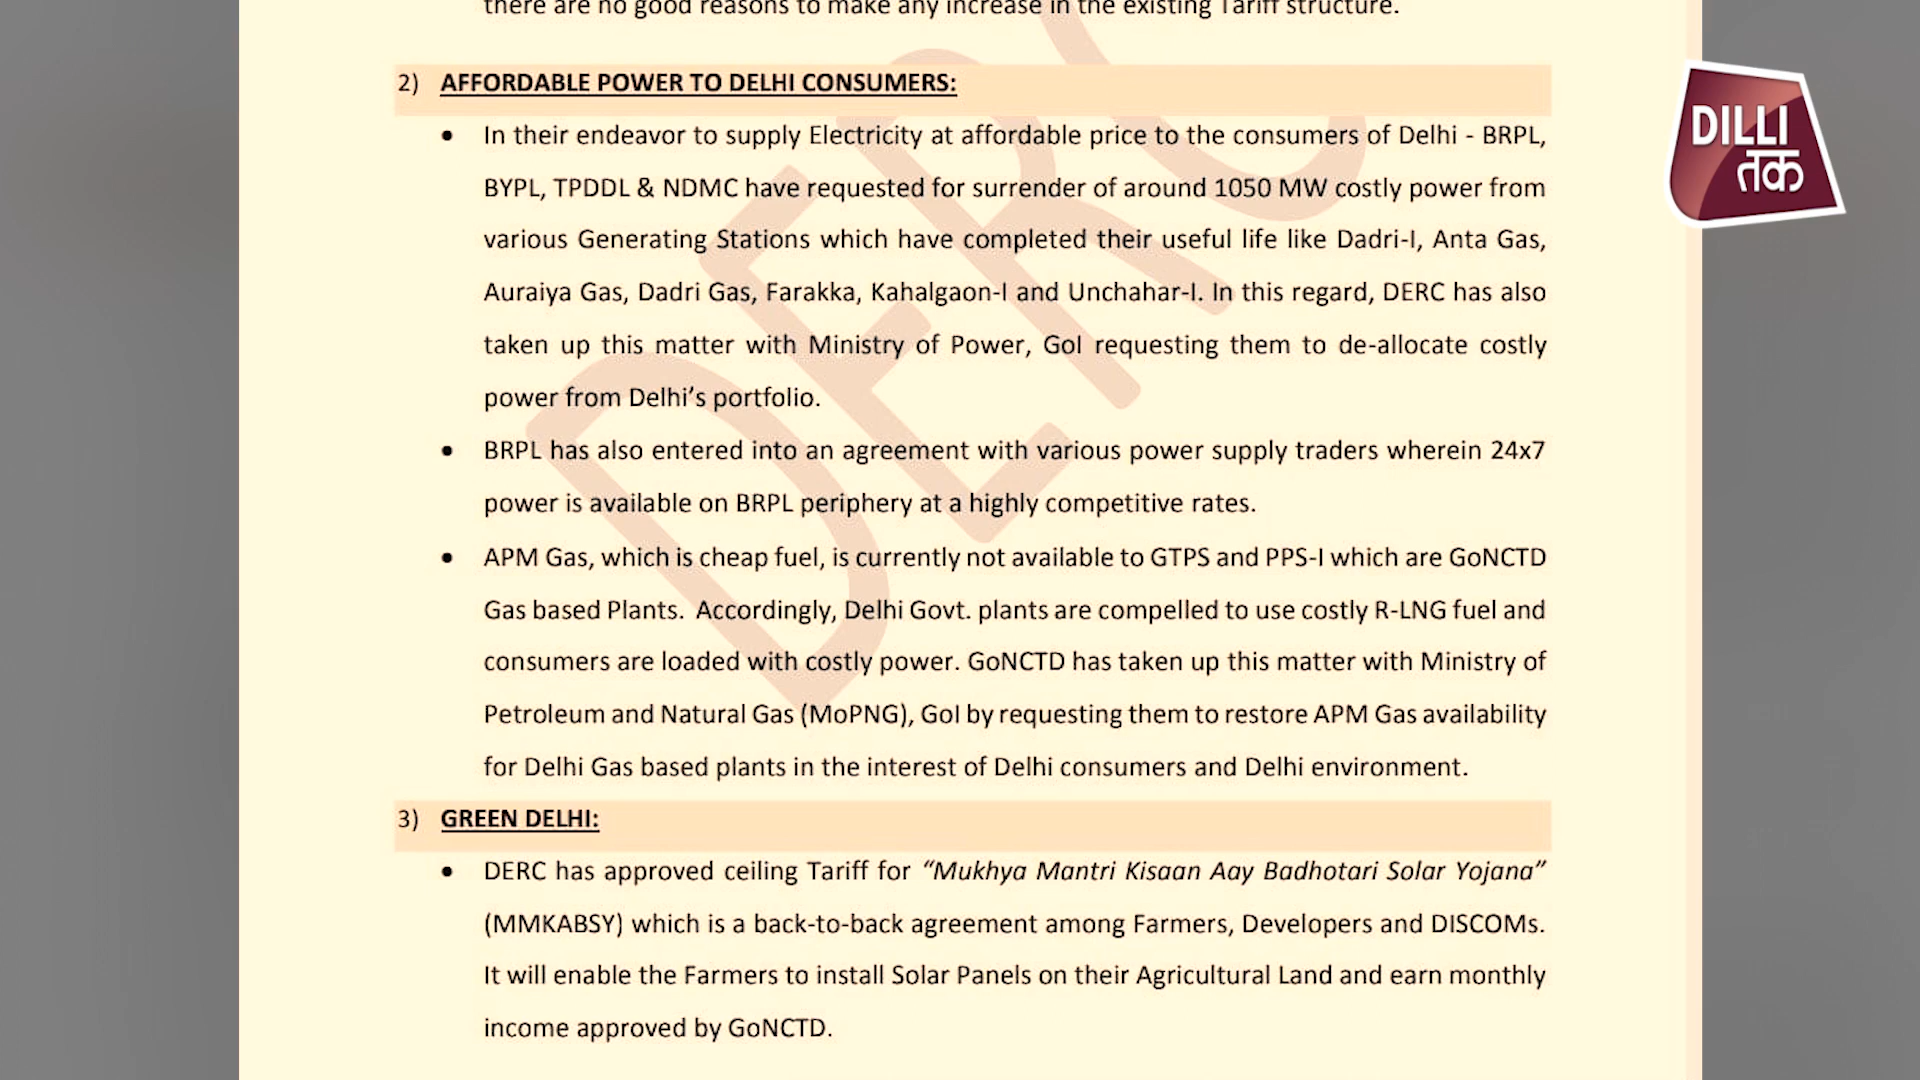 there are no good reasons to make any increase in the existing Tariff structure.
2) AFFORDABLE POWER TO DELHI CONSUMERS:
• In their endeavor to supply Electricity at affordable price to the consumers of Delhi - BRPL,
BYPL, TPDDL & NDMC have requested for surrender of around 1050 MW costly power from
various Generating Stations which have completed their useful life like Dadri-I, Anta Gas,
Auraiya Gas, Dadri Gas, Farakka, Kahalgaon-I and Unchahar-I. In this regard, DERC has also
taken up this matter with Ministry of Power, GoI requesting them to de-allocate costly
power from Delhi’s portfolio.
• BRPL has also entered into an agreement with various power supply traders wherein 24x7
power is available on BRPL periphery at a highly competitive rates.
• APM Gas, which is cheap fuel, is currently not available to GTPS and PPS-I which are GoNCTD
Gas based Plants. Accordingly, Delhi Govt. plants are compelled to use costly R-LNG fuel and
consumers are loaded with costly power. GoNCTD has taken up this matter with Ministry of
Petroleum and Natural Gas (MoPNG), GoI by requesting them to restore APM Gas availability
for Delhi Gas based plants in the interest of Delhi consumers and Delhi environment.
3) GREEN DELHI:
• DERC has approved ceiling Tariff for “Mukhya Mantri Kisaan Aay Badhotari Solar Yojana”
(MMKABSY) which is a back-to-back agreement among Farmers, Developers and DISCOMs.
It will enable the Farmers to install Solar Panels on their Agricultural Land and earn monthly
income approved by GoNCTD.
DERC
DILLI
तक